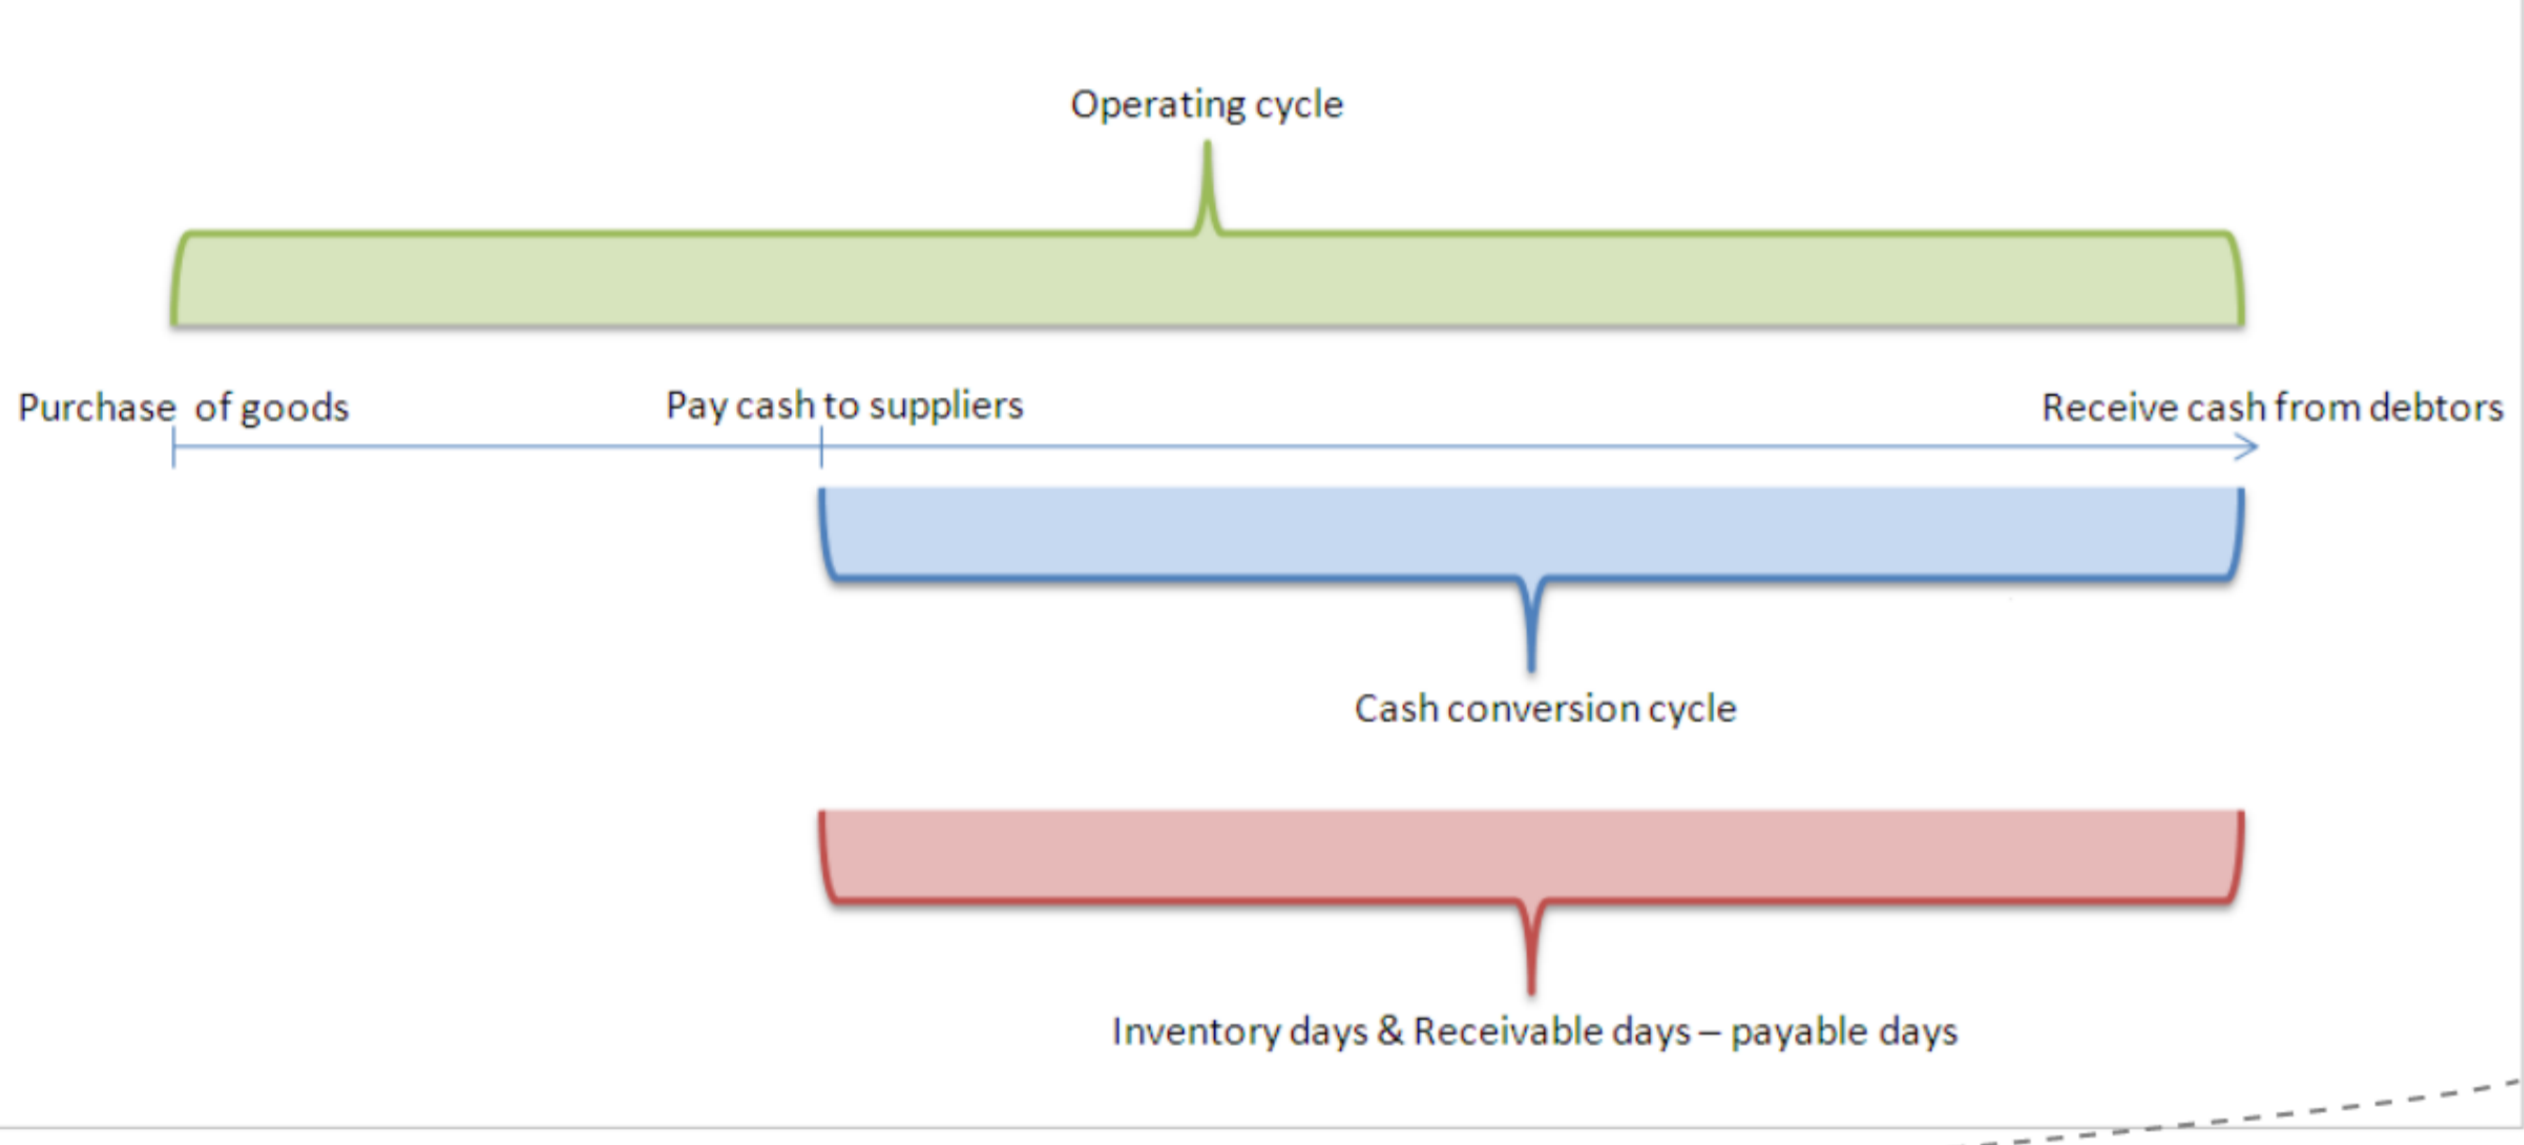 Operating cycle
Purchase of goods
Pay cash to suppliers
Receive cash from debtors
Cash conversion cycle
Inventory days & Receivable days – payable days